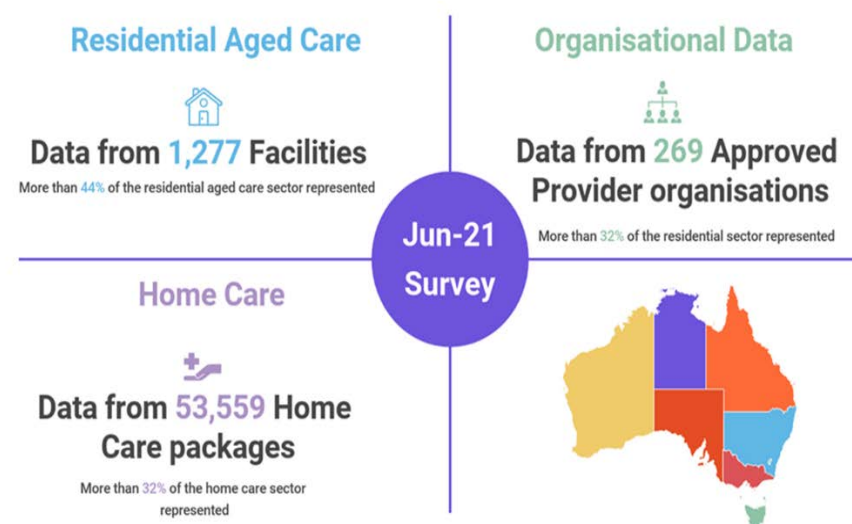 Residential Aged Care
Data from 1,277 Facilities
More than 44% of the residential aged care sector represented
Organisational Data
Data from 269 Approved
Provider organisations
More than 32% of the residential sector represented
Jun-21
Survey
Home Care
Data from 53,559 Home
Care packages
More than 32% of the home care sector
represented